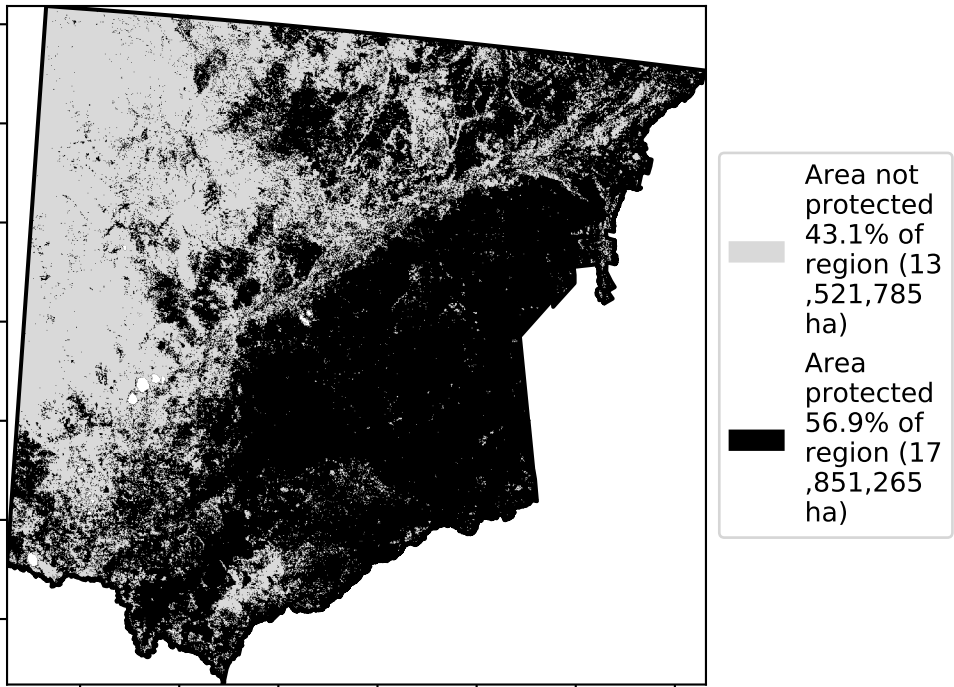 Area not
protected
43.1% of
region (13
,521,785
ha)
Area
protected
56.9% of
region (17
,851,265
ha)